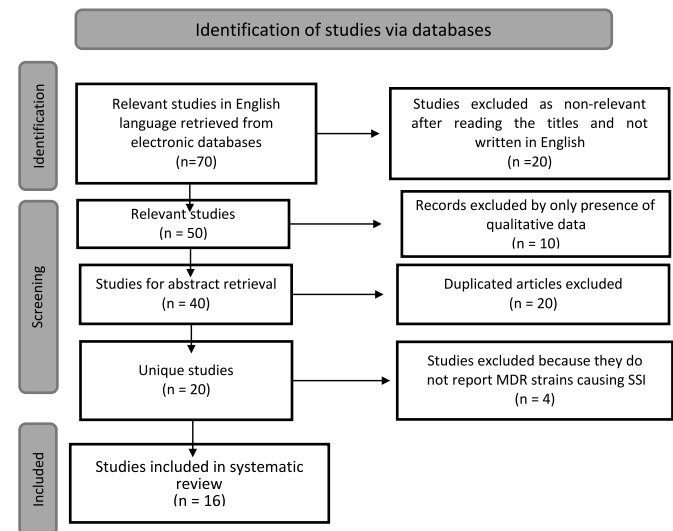 Identification of studies via databases
Identification
Relevant studies in English
language retrieved from
electronic databases
(n=70)
Studies excluded as non-relevant
after reading the titles and not
written in English
(n =20)
Screening
Relevant studies
(n = 50)
Records excluded by only presence of
qualitative data
(n = 10)
Studies for abstract retrieval
(n = 40)
Duplicated articles excluded
(n = 20)
Unique studies
(n = 20)
Studies excluded because they do
not report MDR strains causing SSI
(n = 4)
Included
Studies included in systematic
review
(n = 16)